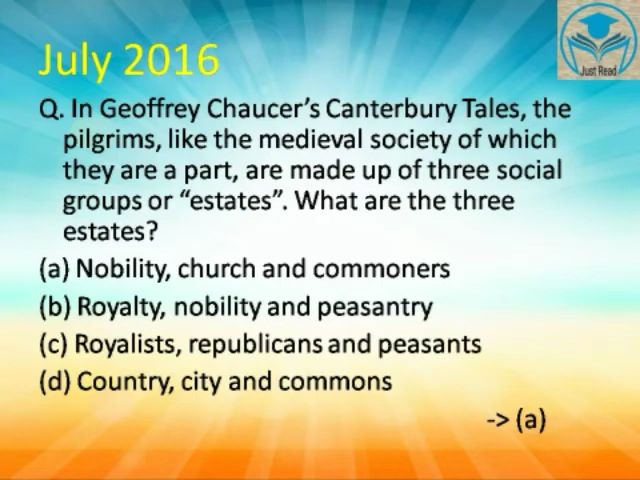 July 2016
Just Read
Q. In Geoffrey Chaucer's Canterbury Tales, the
pilgrims, like the medieval society of which
they are a part, are made up of three social
groups or “estates”. What are the three
estates?
(a) Nobility, church and commoners
(b) Royalty, nobility and peasantry
(c) Royalists, republicans and peasants
(d) Country, city and commons
-> (a)